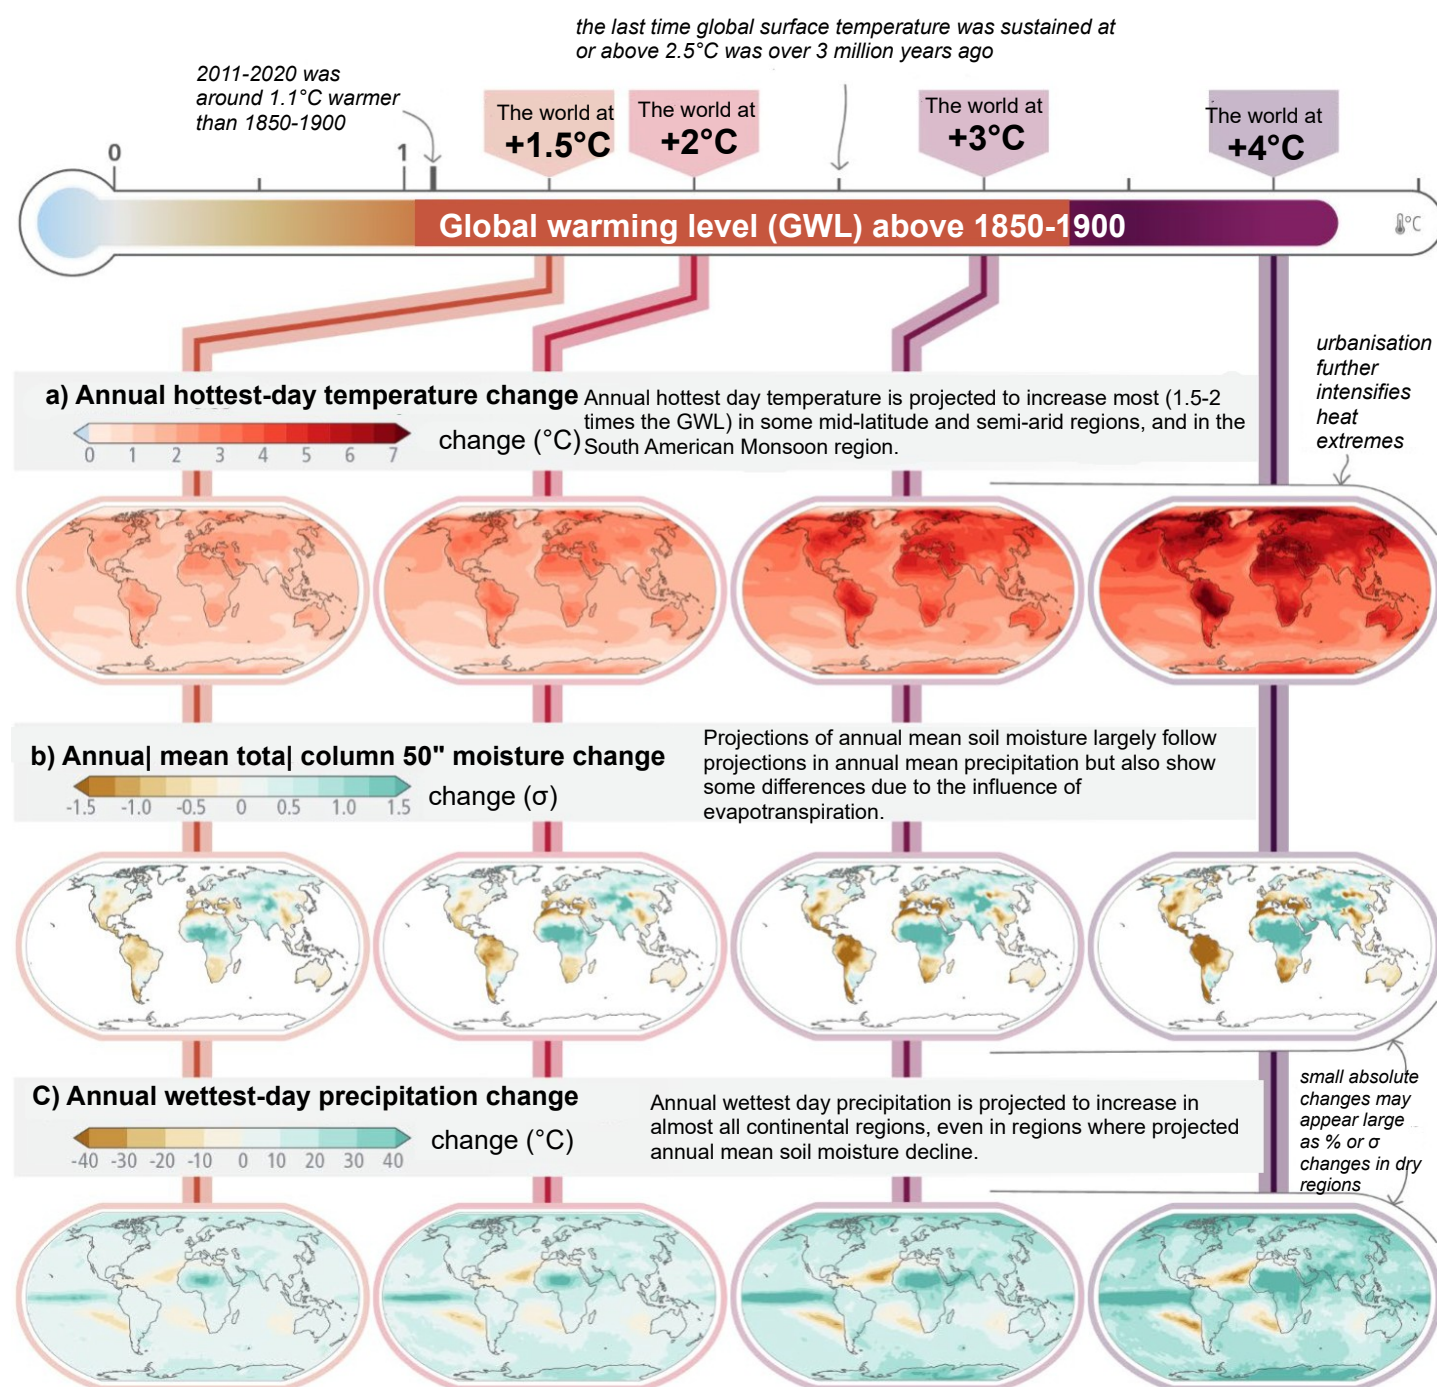 the last time global surface temperature was sustained at
or above 2.5°C was over 3 million years ago
2011-2020 was
around 1.1°C warmer
than 1850-1900
The world at
+1.5°C
The world at
+2°C
The world at
+3°C
The world at
+4°C
0
1
Global warming level (GWL) above 1850-1900
°C
urbanisation
further
intensifies
heat
extremes
a) Annual hottest-day temperature change
change (°C)
0 1 2 3 4 5 6 7
Annual hottest day temperature is projected to increase most (1.5-2
times the GWL) in some mid-latitude and semi-arid regions, and in the
South American Monsoon region.
b) Annua| mean tota| column 50" moisture change
change (σ)
-1.5 -1.0 -0.5 0 0.5 1.0 1.5
Projections of annual mean soil moisture largely follow
projections in annual mean precipitation but also show
some differences due to the influence of
evapotranspiration.
C) Annual wettest-day precipitation change
change (°C)
-40 -30 -20 -10 0 10 20 30 40
Annual wettest day precipitation is projected to increase in
almost all continental regions, even in regions where projected
annual mean soil moisture decline.
small absolute
changes may
appear large
as % or σ
changes in dry
regions